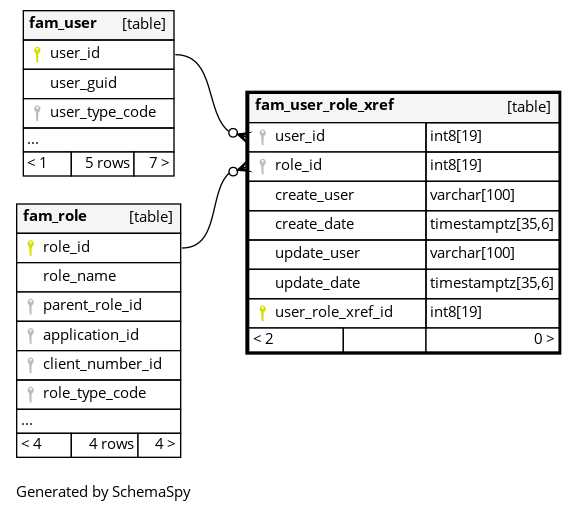 fam_user [table]
user_id
user_guid
user_type_code
...
< 1 5 rows 7 >
fam_user_role_xref [table]
user_id int8[19]
role_id int8[19]
create_user varchar[100]
create_date timestamptz[35,6]
update_user varchar[100]
update_date timestamptz[35,6]
user_role_xref_id int8[19]
< 2 0 >
fam_role [table]
role_id
role_name
parent_role_id
application_id
client_number_id
role_type_code
...
< 4 4 rows 4 >
Generated by SchemaSpy